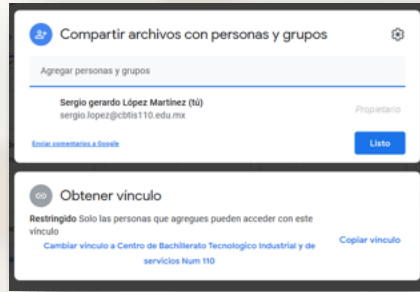 Compartir archivos con personas y grupos
Agregar personas y grupos
Sergio gerardo López Martínez (tú)
sergio.lopez@cbtis110.edu.mx
Propietario
Enviar comentarios a Google
Listo
Obtener vínculo
Restringido Solo las personas que agregues pueden acceder con este
vínculo
Cambiar vínculo a Centro de Bachillerato Tecnologico Industrial y de
servicios Num 110
Copiar vínculo